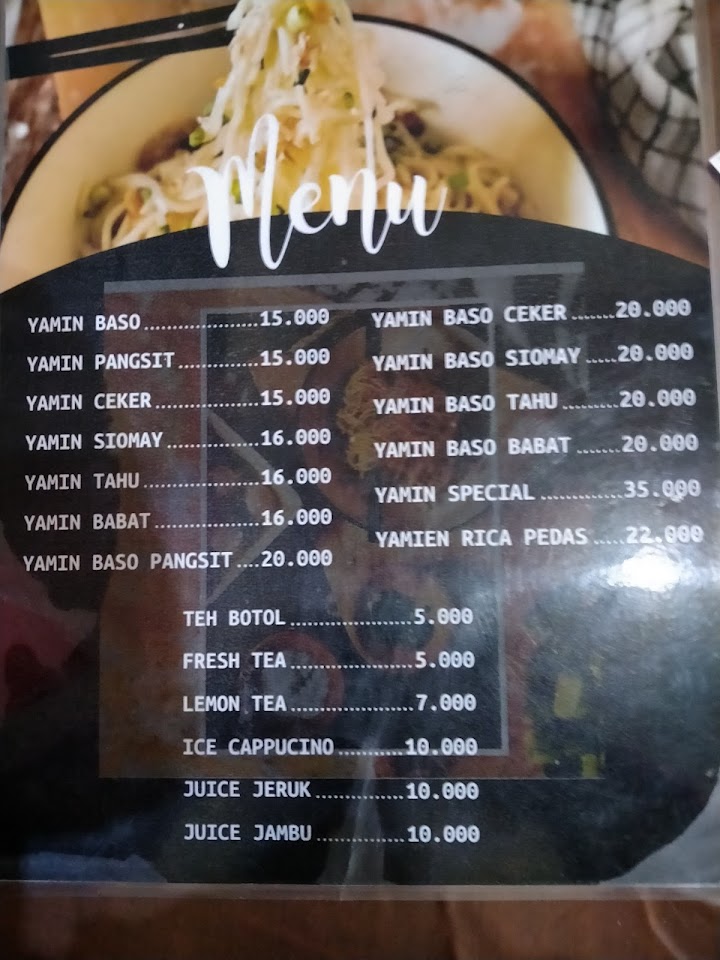 Menu
YAMIN BASO...................15.000
YAMIN PANGSIT.............15.000
YAMIN CEKER.................15.000
YAMIN SIOMAY...............16.000
YAMIN TAHU...................16.000
YAMIN BABAT.................16.000
YAMIN BASO PANGSIT....20.000
YAMIN BASO CEKER.......20.000
YAMIN BASO SIOMAY.....20.000
YAMIN BASO TAHU.........20.000
YAMIN BASO BABAT.......20.000
YAMIN SPECIAL.............35.000
YAMIEN RICA PEDAS.....22.000
TEH BOTOL....................5.000
FRESH TEA....................5.000
LEMON TEA....................7.000
ICE CAPPUCINO...........10.000
JUICE JERUK..............10.000
JUICE JAMBU..............10.000